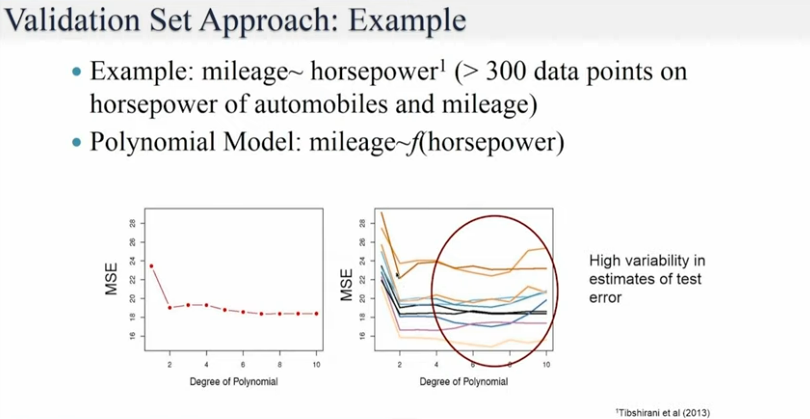 Validation Set Approach: Example
• Example: mileage~ horsepower¹ (> 300 data points on
horsepower of automobiles and mileage)
• Polynomial Model: mileage~f(horsepower)
MSE
28
26
24
22
20
18
16
2 4 6 8 10
Degree of Polynomial
MSE
28
26
24
22
20
18
16
2 4 6 8 10
Degree of Polynomial
High variability in
estimates of test
error
¹Tibshirani et al (2013)